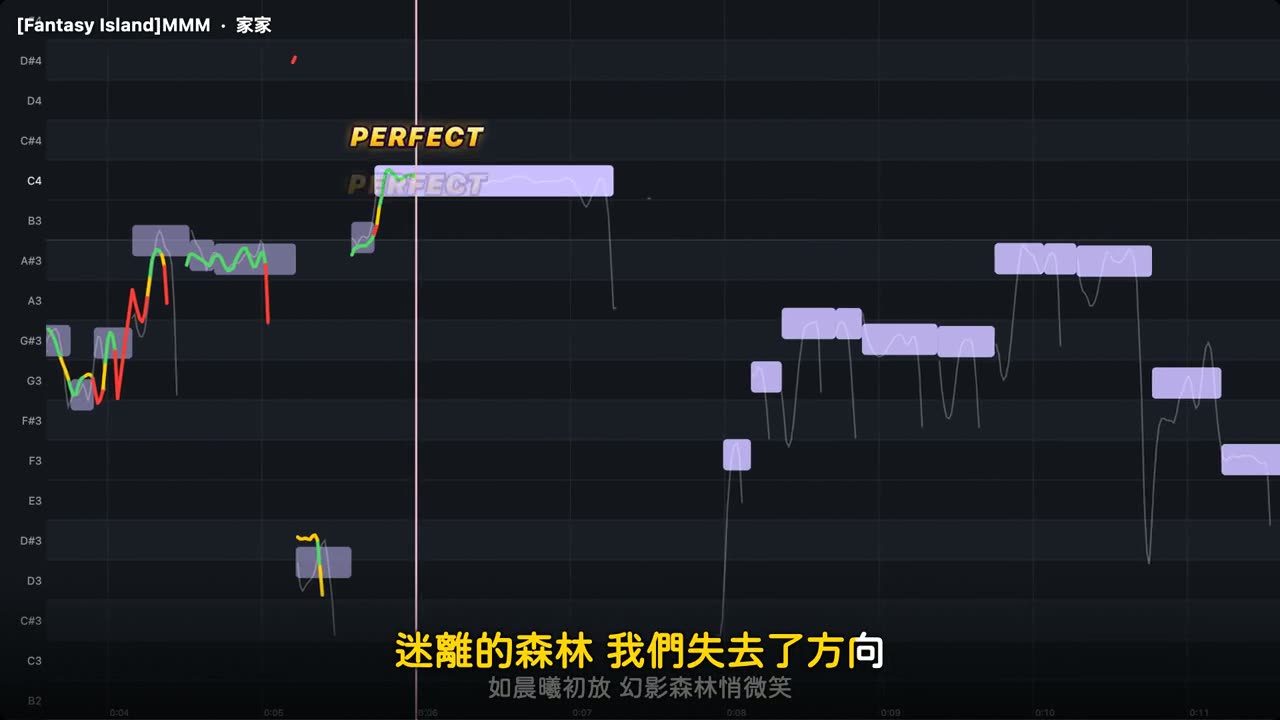 [Fantasy Island]MMM · 家家
D#4
D4
C#4
C4
B3
A#3
A3
G#3
G3
F#3
F3
E3
D#3
D3
C#3
C3
B2
PERFECT
PERFECT
迷離的森林 我們失去了方向
如晨曦初放 幻影森林悄微笑
0:04 0:05 0:06 0:07 0:08 0:09 0:10 0:11